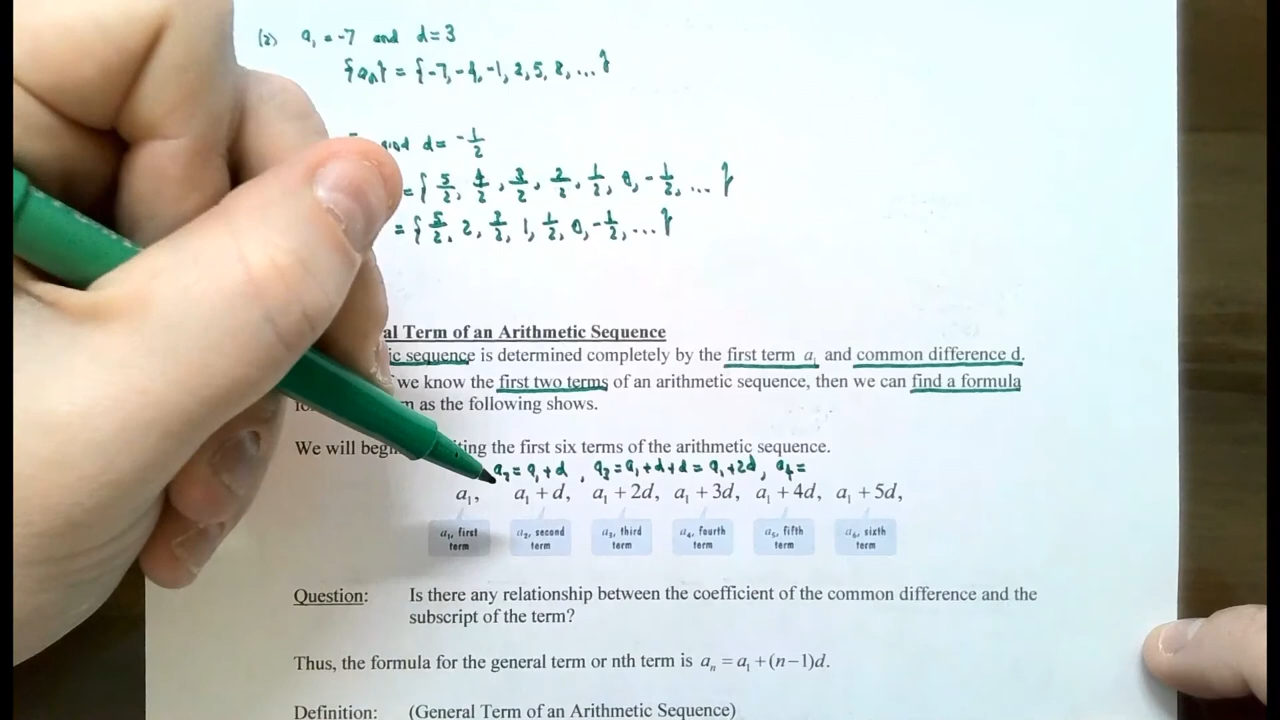 (2) a₁ = -7 and d = 3
{aₙ} = {-7, -4, -1, 2, 5, 8, ... }
and d = -1/2
= { 5/2, 4/2, 3/2, 2/2, 1/2, 0, -1/2, ... }
= { 5/2, 2, 3/2, 1, 1/2, 0, -1/2, ... }
al Term of an Arithmetic Sequence
ic sequence is determined completely by the first term a₁ and common difference d.
we know the first two terms of an arithmetic sequence, then we can find a formula
as the following shows.
We will the first six terms of the arithmetic sequence.
a₂ = a₁ + d , a₃ = a₁ + d + d = a₁ + 2d , a₄ =
a₁, a₁ + d, a₁ + 2d, a₁ + 3d, a₁ + 4d, a₁ + 5d,
a₁, first term a₂, second term a₃, third term a₄, fourth term a₅, fifth term a₆, sixth term
Question: Is there any relationship between the coefficient of the common difference and the
subscript of the term?
Thus, the formula for the general term or nth term is aₙ = a₁ + (n−1)d.
Definition: (General Term of an Arithmetic Sequence)